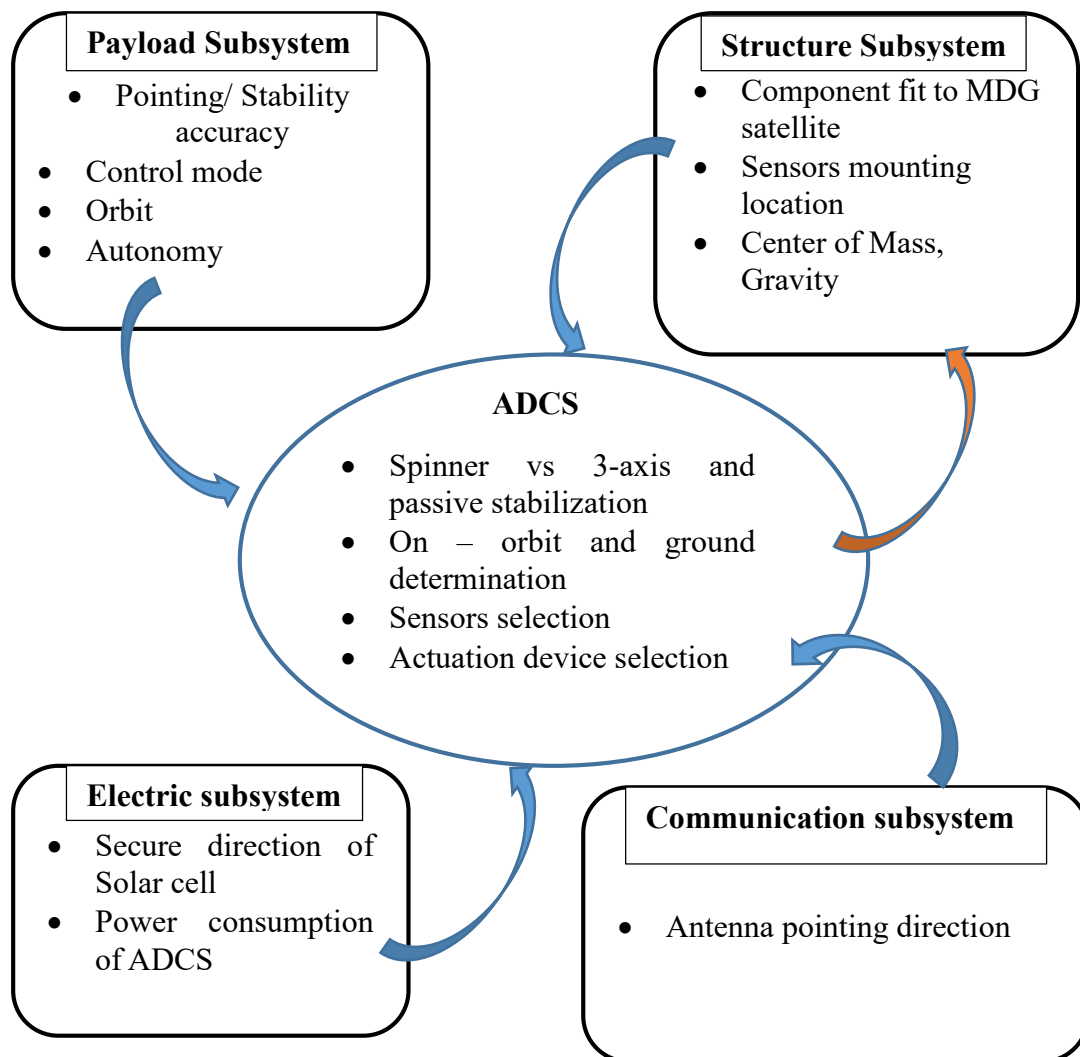 Payload Subsystem
• Pointing/ Stability
accuracy
• Control mode
• Orbit
• Autonomy
Structure Subsystem
• Component fit to MDG
satellite
• Sensors mounting
location
• Center of Mass,
Gravity
ADCS
• Spinner vs 3-axis and
passive stabilization
• On – orbit and ground
determination
• Sensors selection
• Actuation device selection
Electric subsystem
• Secure direction of
Solar cell
• Power consumption
of ADCS
Communication subsystem
• Antenna pointing direction